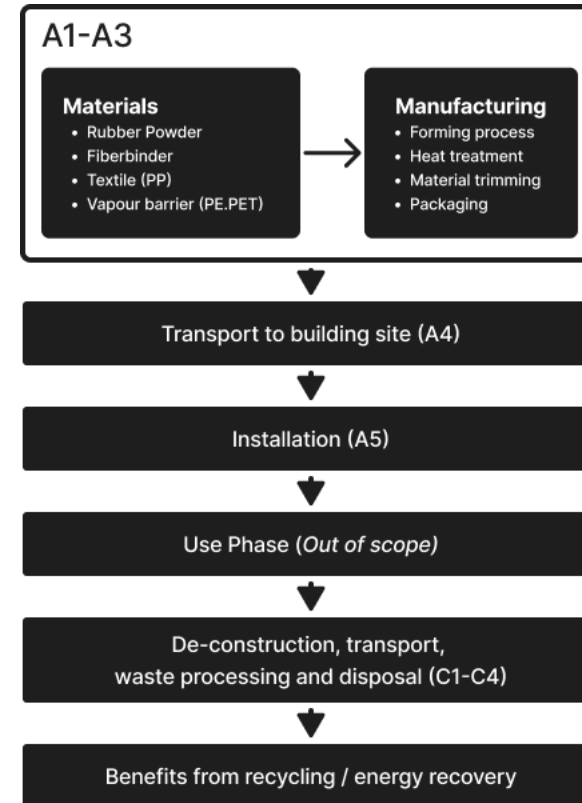 A1-A3
Materials
• Rubber Powder
• Fiberbinder
• Textile (PP)
• Vapour barrier (PE.PET)
Manufacturing
• Forming process
• Heat treatment
• Material trimming
• Packaging
Transport to building site (A4)
Installation (A5)
Use Phase (Out of scope)
De-construction, transport,
waste processing and disposal (C1-C4)
Benefits from recycling / energy recovery